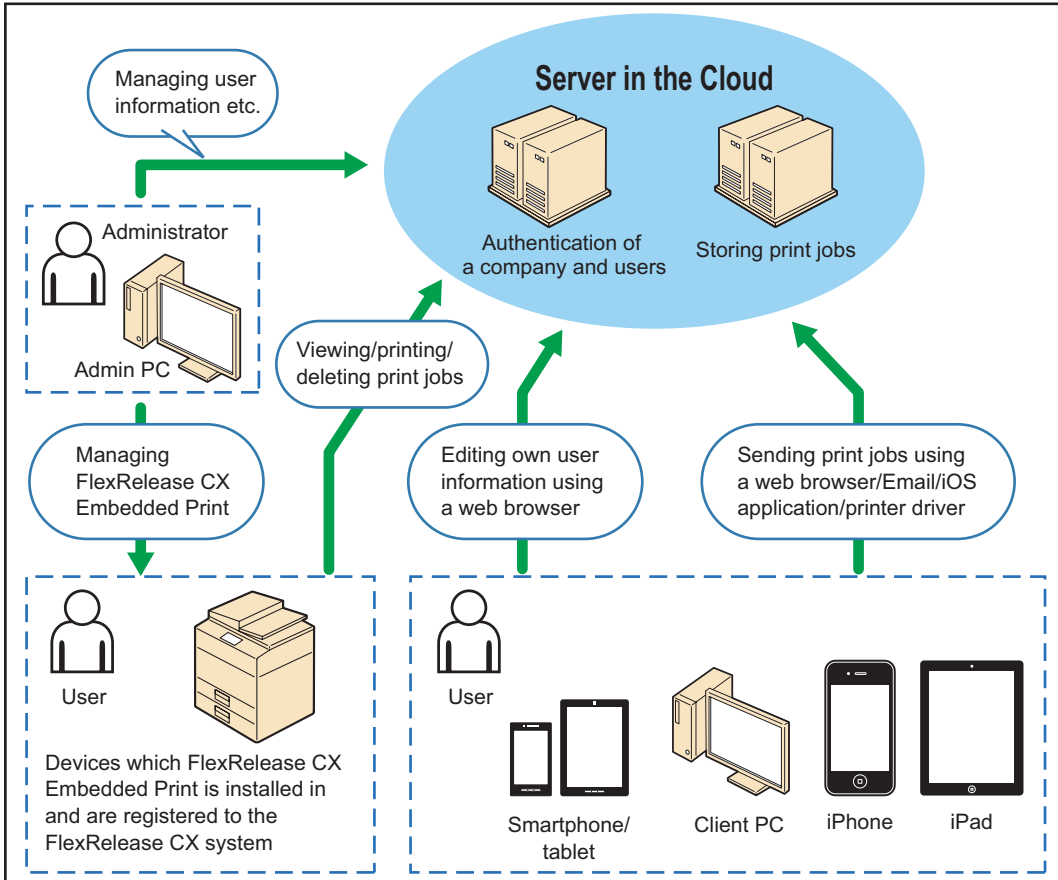 Managing user
information etc.
Server in the Cloud
Authentication of
a company and users
Storing print jobs
Administrator
Admin PC
Viewing/printing/
deleting print jobs
Managing
FlexRelease CX
Embedded Print
Editing own user
information using
a web browser
Sending print jobs using
a web browser/Email/iOS
application/printer driver
User
Devices which FlexRelease CX
Embedded Print is installed in
and are registered to the
FlexRelease CX system
User
Smartphone/
tablet
Client PC
iPhone
iPad